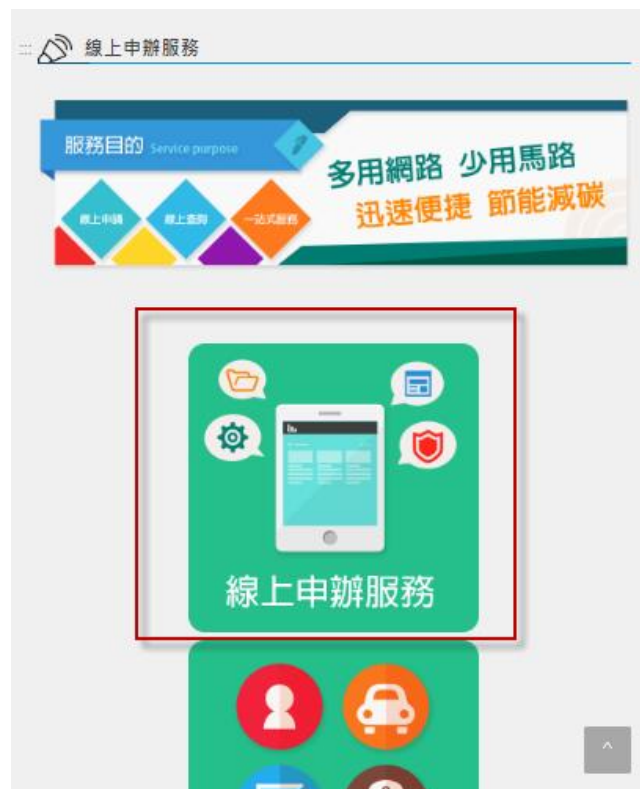 線上申辦服務
服務目的 Service purpose
多用網路 少用馬路
迅速便捷 節能減碳
線上申請 線上查詢 一站式服務
線上申辦服務